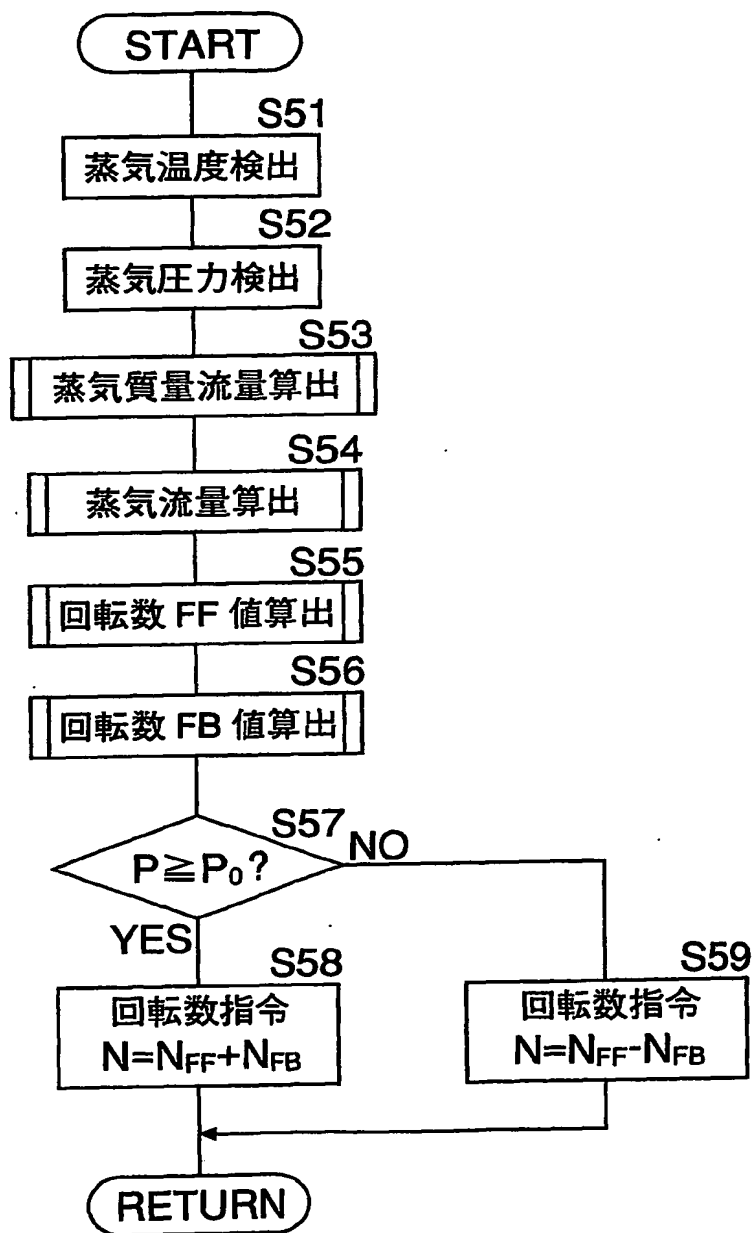 START
S51
蒸気温度検出
S52
蒸気圧力検出
S53
蒸気質量流量算出
S54
蒸気流量算出
S55
回転数 FF 値算出
S56
回転数 FB 値算出
S57
P≧P₀?
NO
YES
S58
回転数指令
N=NFF+NFB
S59
回転数指令
N=NFF-NFB
RETURN